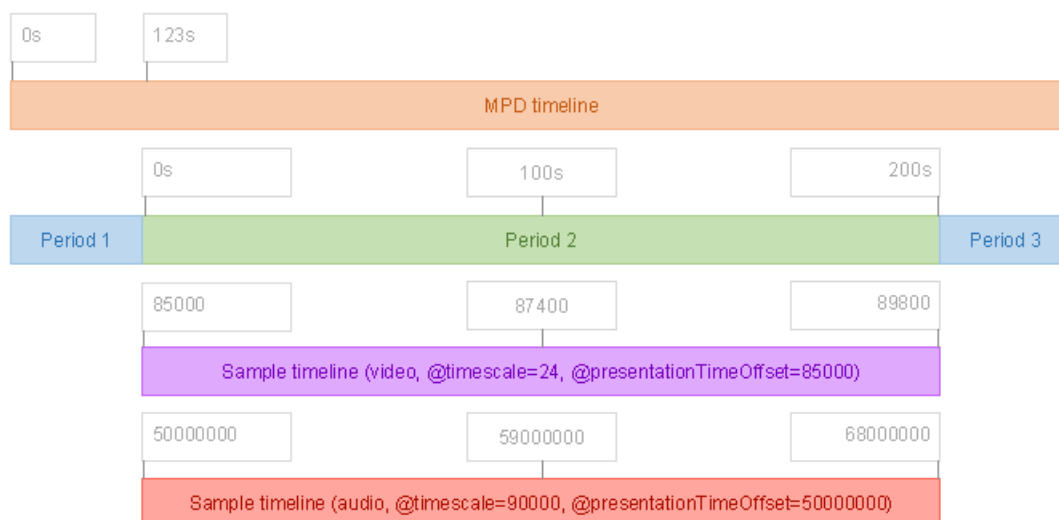 0s 123s
MPD timeline
0s 100s 200s
Period 1 Period 2 Period 3
85000 87400 89800
Sample timeline (video, @timescale=24, @presentationTimeOffset=85000)
50000000 59000000 68000000
Sample timeline (audio, @timescale=90000, @presentationTimeOffset=50000000)